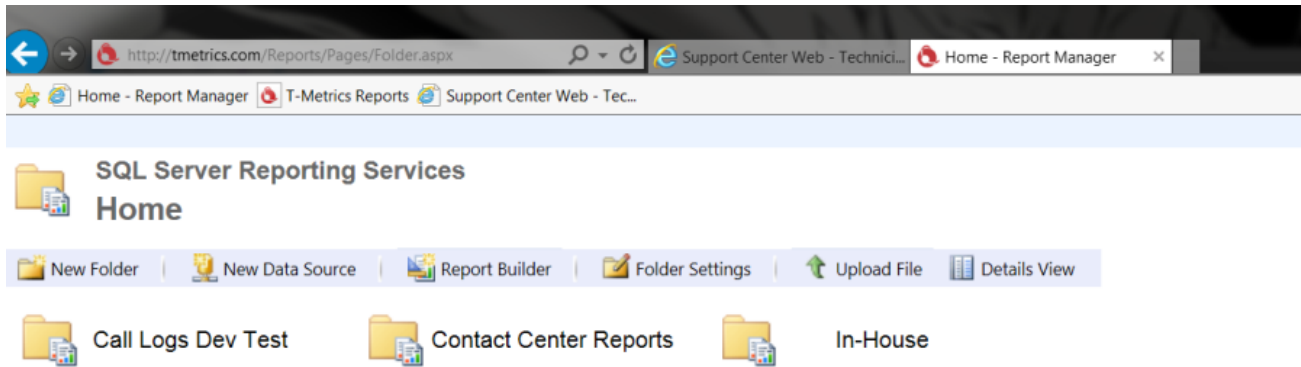 http://tmetrics.com/Reports/Pages/Folder.aspx Support Center Web - Technici... Home - Report Manager
Home - Report Manager T-Metrics Reports Support Center Web - Tec...
SQL Server Reporting Services
Home
New Folder New Data Source Report Builder Folder Settings Upload File Details View
Call Logs Dev Test Contact Center Reports In-House